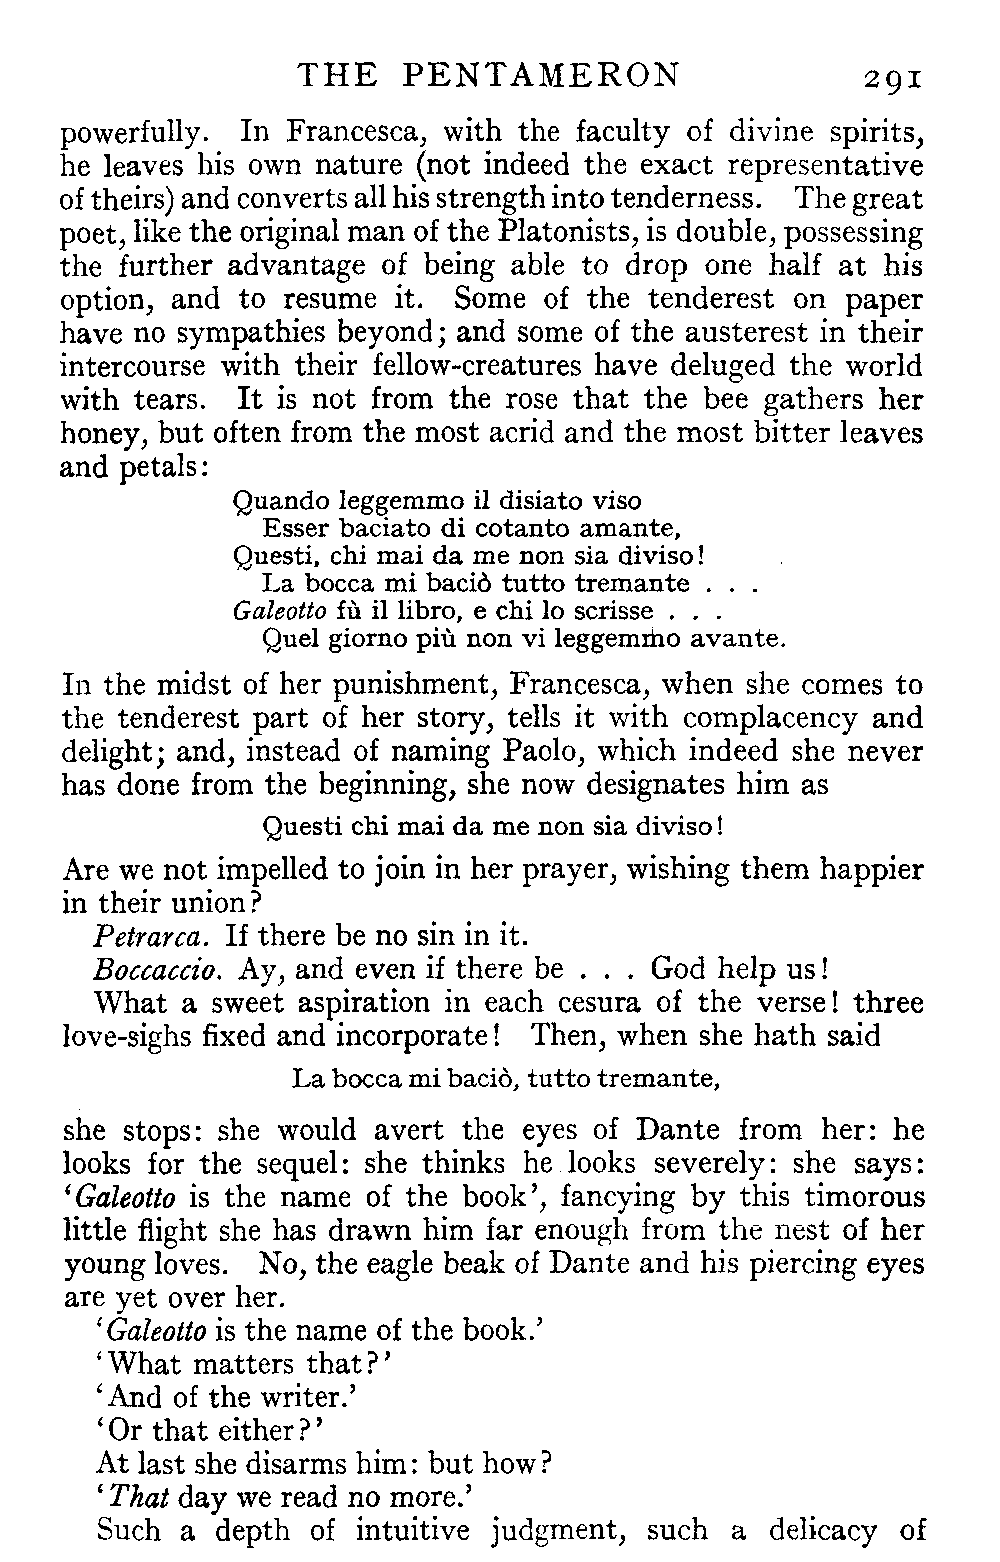 THE PENTAMERON 291
powerfully. In Francesca, with the faculty of divine spirits,
he leaves his own nature (not indeed the exact representative
of theirs) and converts all his strength into tenderness. The great
poet, like the original man of the Platonists, is double, possessing
the further advantage of being able to drop one half at his
option, and to resume it. Some of the tenderest on paper
have no sympathies beyond; and some of the austerest in their
intercourse with their fellow-creatures have deluged the world
with tears. It is not from the rose that the bee gathers her
honey, but often from the most acrid and the most bitter leaves
and petals:
Quando leggemmo il disiato viso
Esser baciato di cotanto amante,
Questi, chi mai da me non sia diviso!
La bocca mi baciò tutto tremante . . .
Galeotto fù il libro, e chi lo scrisse . . .
Quel giorno più non vi leggemmo avante.
In the midst of her punishment, Francesca, when she comes to
the tenderest part of her story, tells it with complacency and
delight; and, instead of naming Paolo, which indeed she never
has done from the beginning, she now designates him as
Questi chi mai da me non sia diviso!
Are we not impelled to join in her prayer, wishing them happier
in their union?
Petrarca. If there be no sin in it.
Boccaccio. Ay, and even if there be . . . God help us!
What a sweet aspiration in each cesura of the verse! three
love-sighs fixed and incorporate! Then, when she hath said
La bocca mi baciò, tutto tremante,
she stops: she would avert the eyes of Dante from her: he
looks for the sequel: she thinks he looks severely: she says:
‘Galeotto is the name of the book’, fancying by this timorous
little flight she has drawn him far enough from the nest of her
young loves. No, the eagle beak of Dante and his piercing eyes
are yet over her.
‘Galeotto is the name of the book.’
‘What matters that?’
‘And of the writer.’
‘Or that either?’
At last she disarms him: but how?
‘That day we read no more.’
Such a depth of intuitive judgment, such a delicacy of